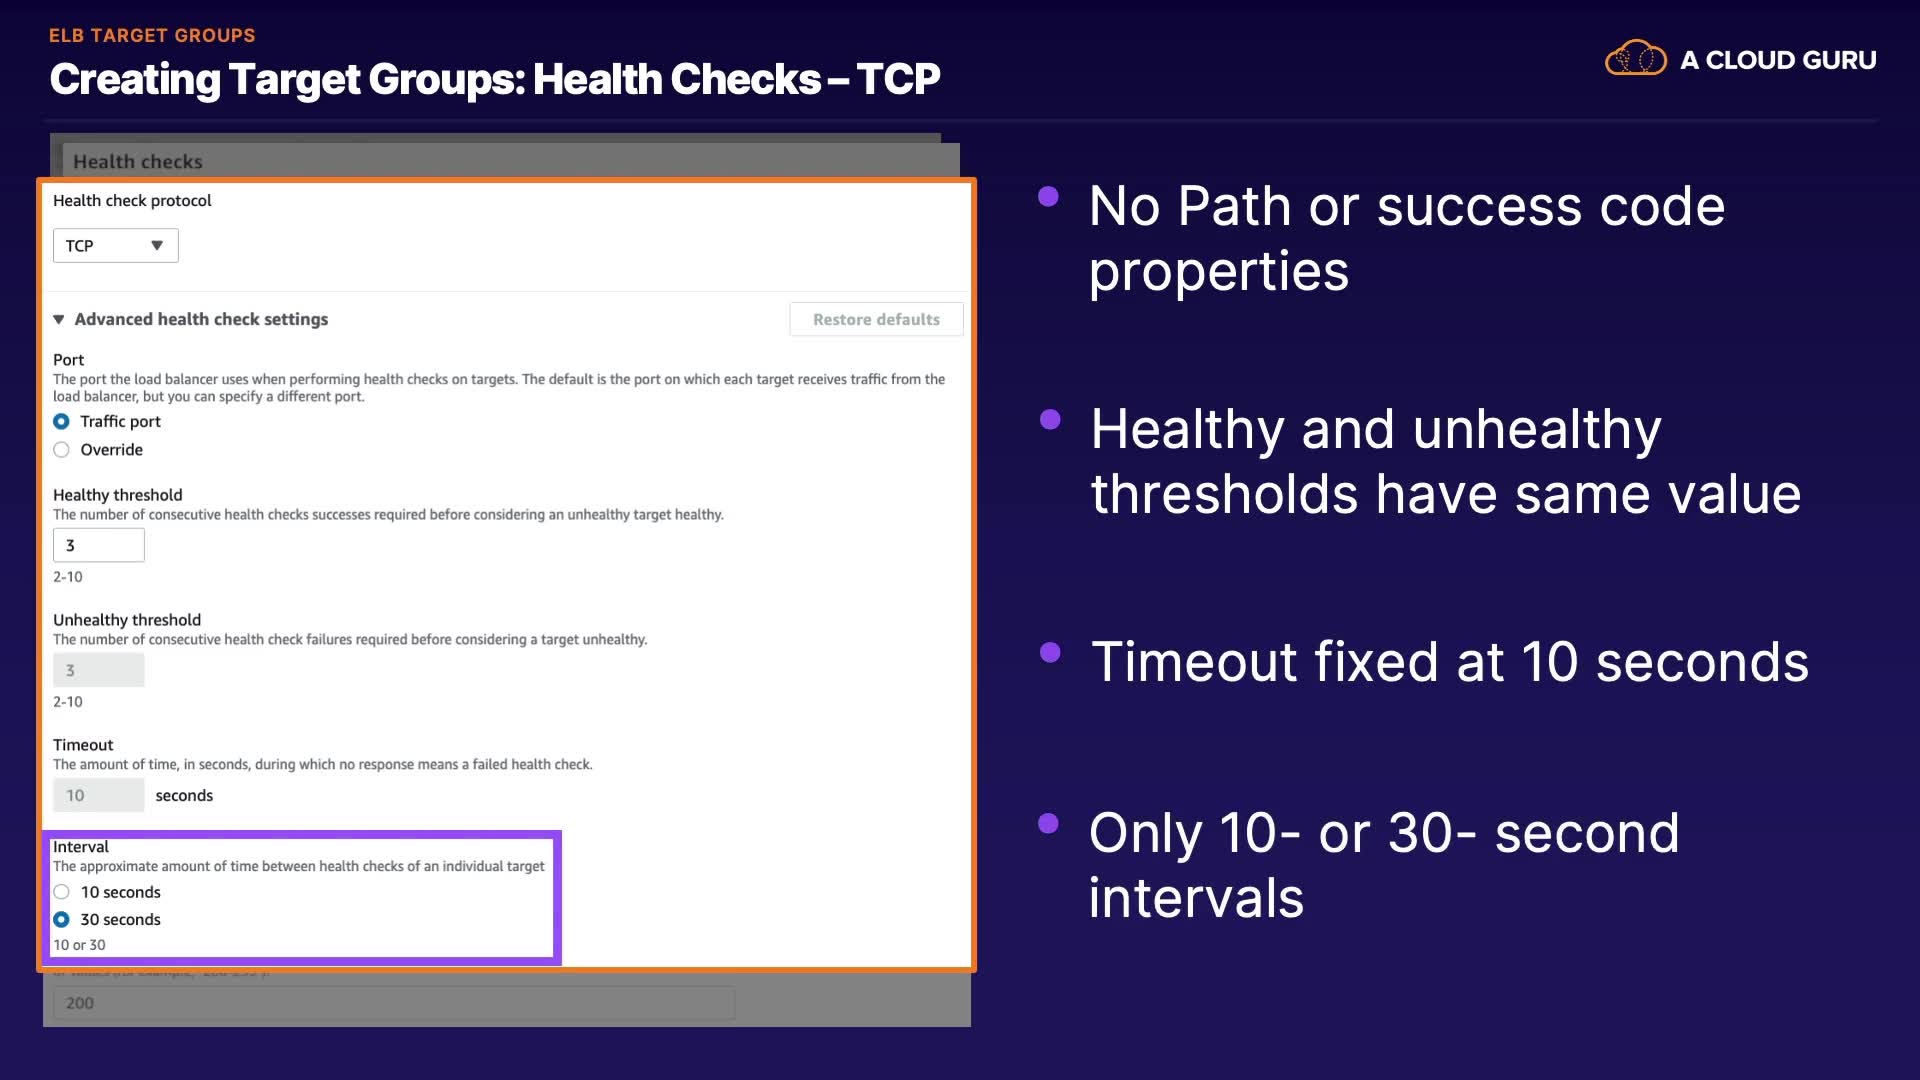 ELB TARGET GROUPS
Creating Target Groups: Health Checks – TCP
A CLOUD GURU
Health checks
Health check protocol
TCP
Advanced health check settings
Restore defaults
Port
The port the load balancer uses when performing health checks on targets. The default is the port on which each target receives traffic from the
load balancer, but you can specify a different port.
Traffic port
Override
Healthy threshold
The number of consecutive health checks successes required before considering an unhealthy target healthy.
3
2-10
Unhealthy threshold
The number of consecutive health check failures required before considering a target unhealthy.
3
2-10
Timeout
The amount of time, in seconds, during which no response means a failed health check.
10 seconds
Interval
The approximate amount of time between health checks of an individual target
10 seconds
30 seconds
10 or 30
200
No Path or success code
properties
Healthy and unhealthy
thresholds have same value
Timeout fixed at 10 seconds
Only 10- or 30- second
intervals